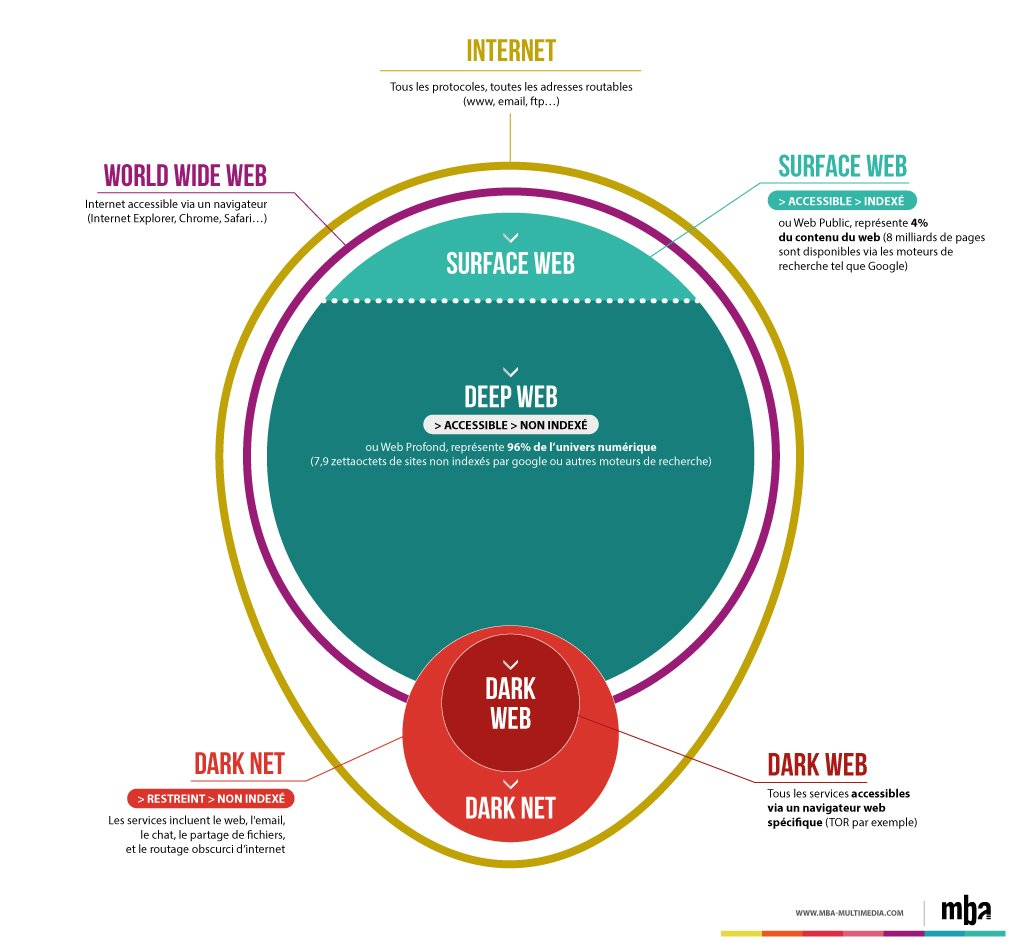 INTERNET
Tous les protocoles, toutes les adresses routables
(www, email, ftp…)
WORLD WIDE WEB
Internet accessible via un navigateur
(Internet Explorer, Chrome, Safari…)
SURFACE WEB
> ACCESSIBLE > INDEXÉ
ou Web Public, représente 4%
du contenu du web (8 milliards de pages
sont disponibles via les moteurs de
recherche tel que Google)
SURFACE WEB
DEEP WEB
> ACCESSIBLE > NON INDEXÉ
ou Web Profond, représente 96% de l'univers numérique
(7,9 zettaoctets de sites non indexés par google ou autres moteurs de recherche)
DARK
WEB
DARK NET
DARK NET
> RESTREINT > NON INDEXÉ
Les services incluent le web, l'email,
le chat, le partage de fichiers,
et le routage obscurci d'internet
DARK WEB
Tous les services accessibles
via un navigateur web
spécifique (TOR par exemple)
WWW.MBA-MULTIMEDIA.COM
mba